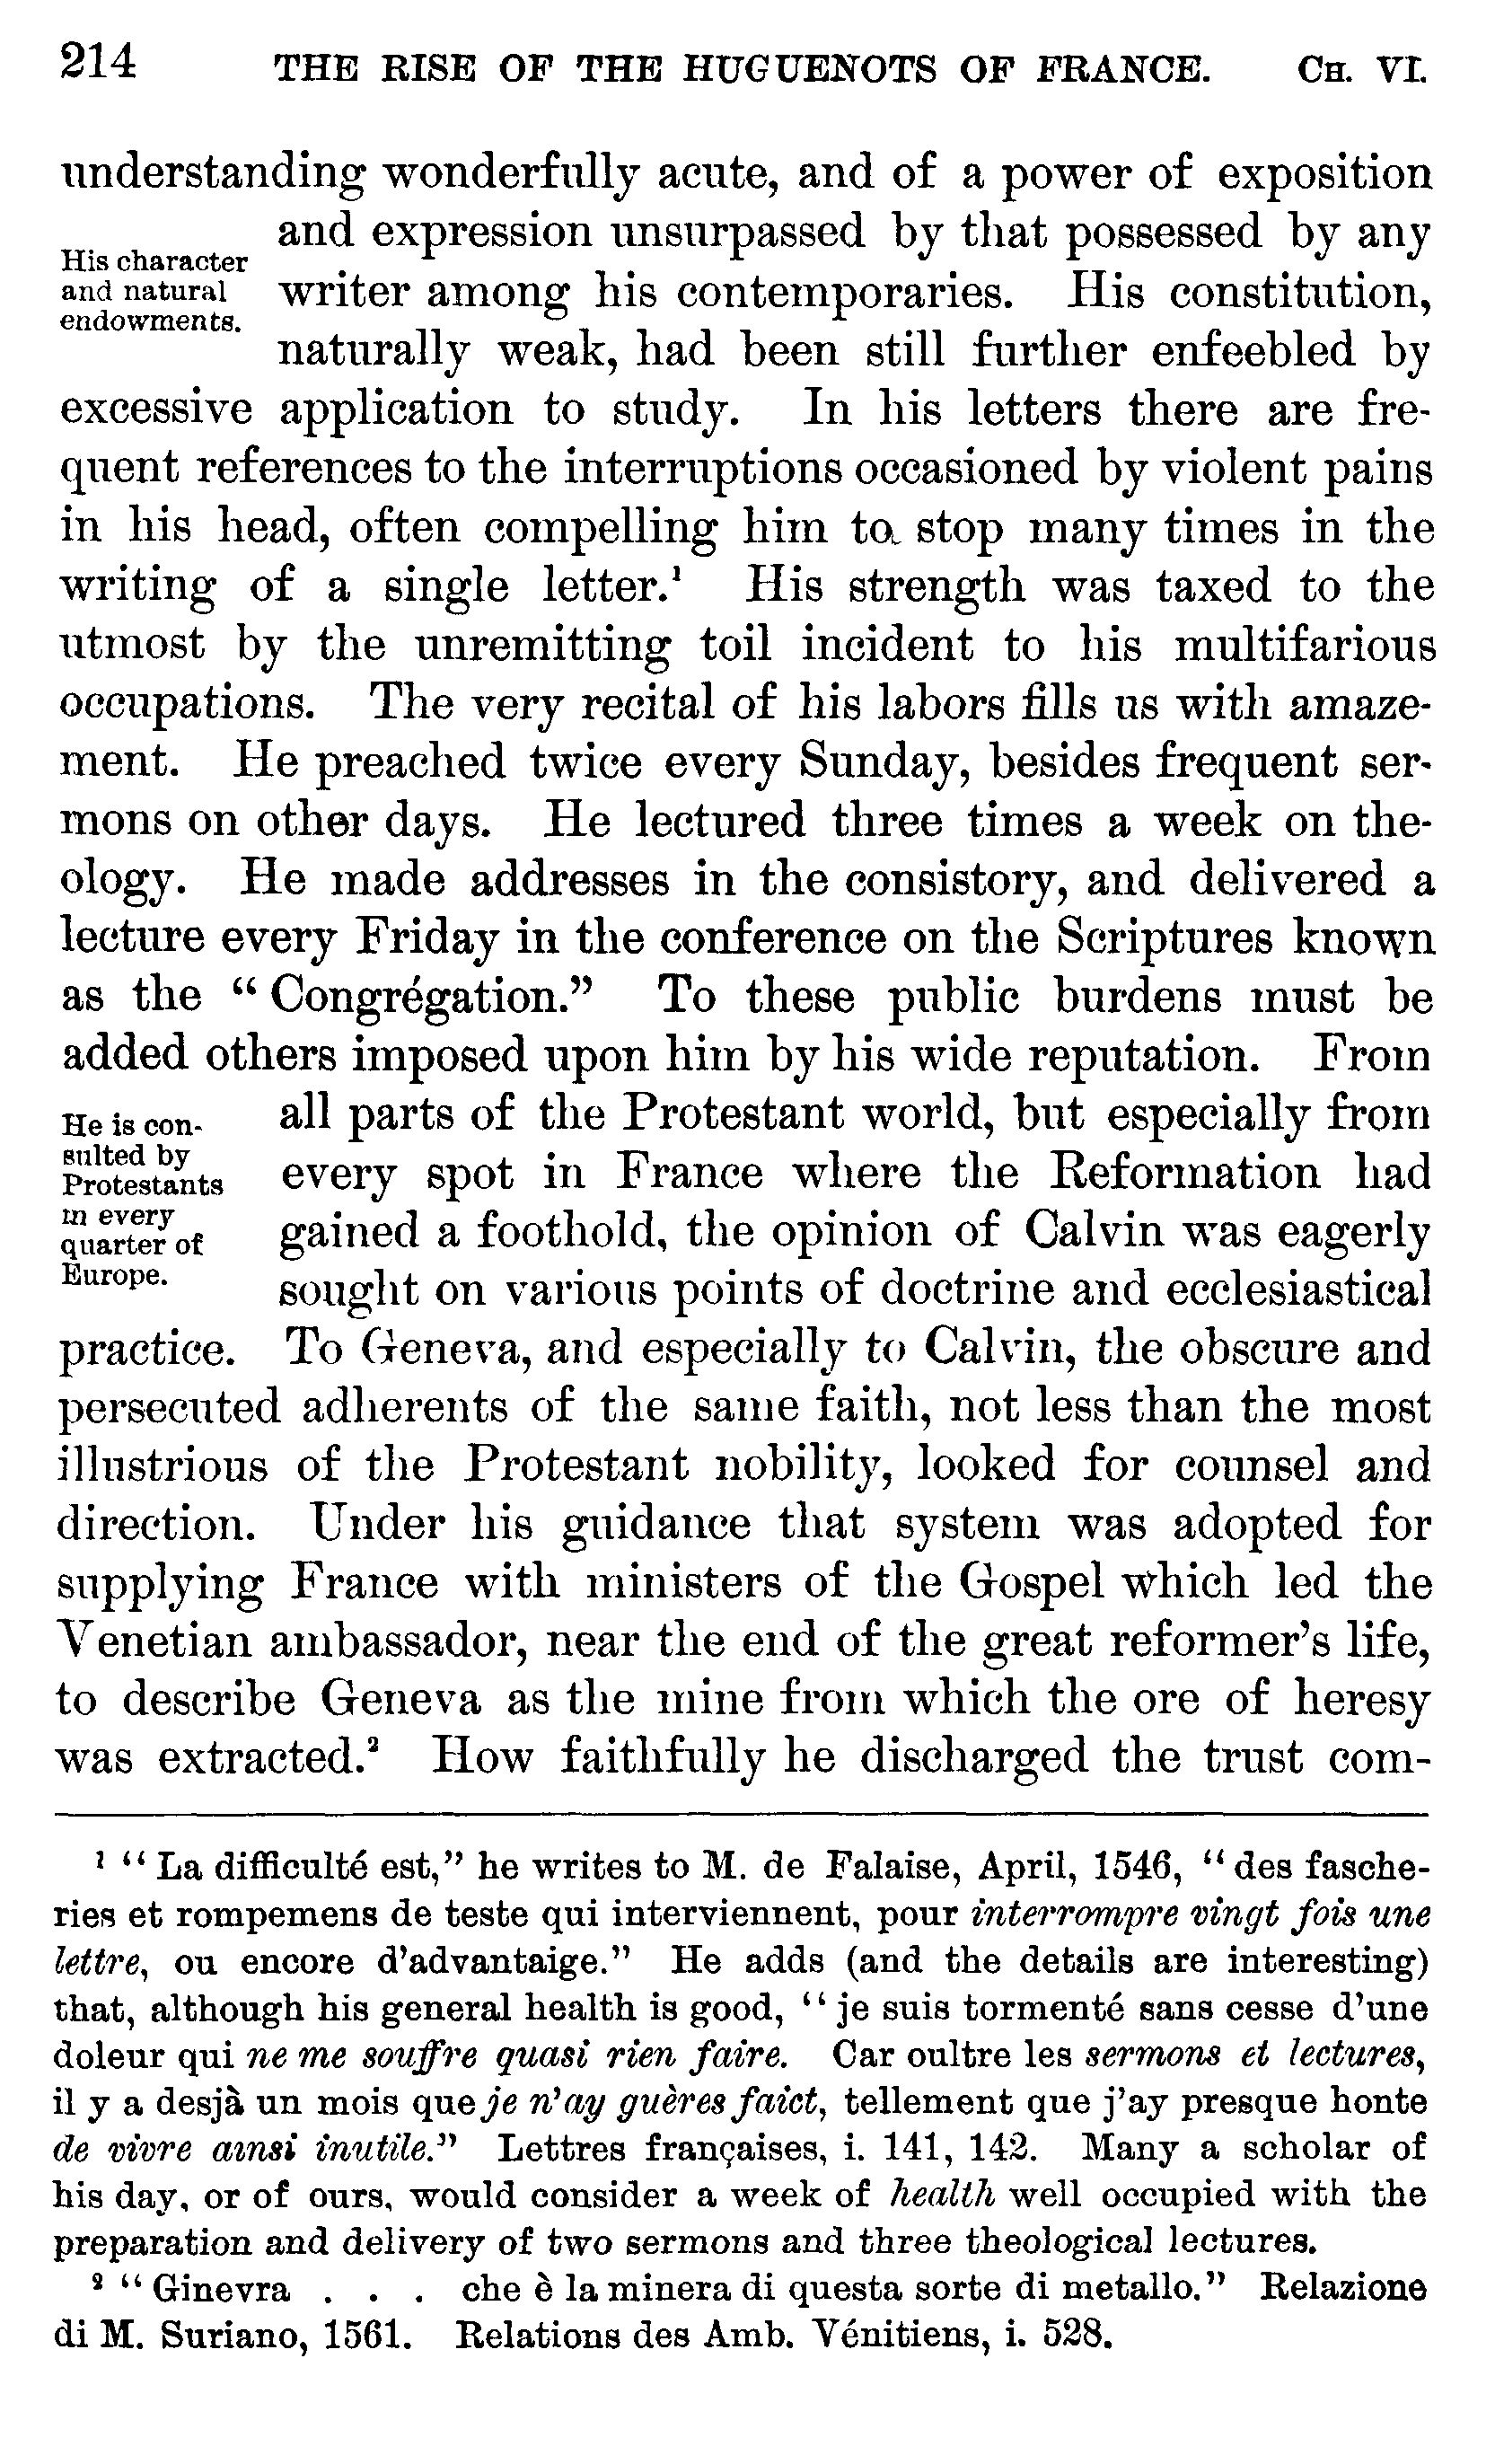 214 THE RISE OF THE HUGUENOTS OF FRANCE. CH. VI.
understanding wonderfully acute, and of a power of exposition
and expression unsurpassed by that possessed by any
His character
and natural
endowments.
writer among his contemporaries. His constitution,
naturally weak, had been still further enfeebled by
excessive application to study. In his letters there are fre-
quent references to the interruptions occasioned by violent pains
in his head, often compelling him to stop many times in the
writing of a single letter.¹ His strength was taxed to the
utmost by the unremitting toil incident to his multifarious
occupations. The very recital of his labors fills us with amaze-
ment. He preached twice every Sunday, besides frequent ser-
mons on other days. He lectured three times a week on the-
ology. He made addresses in the consistory, and delivered a
lecture every Friday in the conference on the Scriptures known
as the “Congrégation.” To these public burdens must be
added others imposed upon him by his wide reputation. From
He is con-
sulted by
Protestants
in every
quarter of
Europe.
all parts of the Protestant world, but especially from
every spot in France where the Reformation had
gained a foothold, the opinion of Calvin was eagerly
sought on various points of doctrine and ecclesiastical
practice. To Geneva, and especially to Calvin, the obscure and
persecuted adherents of the same faith, not less than the most
illustrious of the Protestant nobility, looked for counsel and
direction. Under his guidance that system was adopted for
supplying France with ministers of the Gospel which led the
Venetian ambassador, near the end of the great reformer’s life,
to describe Geneva as the mine from which the ore of heresy
was extracted.² How faithfully he discharged the trust com-
¹ “La difficulté est,” he writes to M. de Falaise, April, 1546, “des fasche-
ries et rompemens de teste qui interviennent, pour interrompre vingt fois une
lettre, ou encore d’advantaige.” He adds (and the details are interesting)
that, although his general health is good, “je suis tormenté sans cesse d’une
doleur qui ne me souffre quasi rien faire. Car oultre les sermons et lectures,
il y a desjà un mois que je n’ay guères faict, tellement que j’ay presque honte
de vivre ainsi inutile.” Lettres françaises, i. 141, 142. Many a scholar of
his day, or of ours, would consider a week of health well occupied with the
preparation and delivery of two sermons and three theological lectures.
² “Ginevra . . . che è la minera di questa sorte di metallo.” Relazione
di M. Suriano, 1561. Relations des Amb. Vénitiens, i. 528.